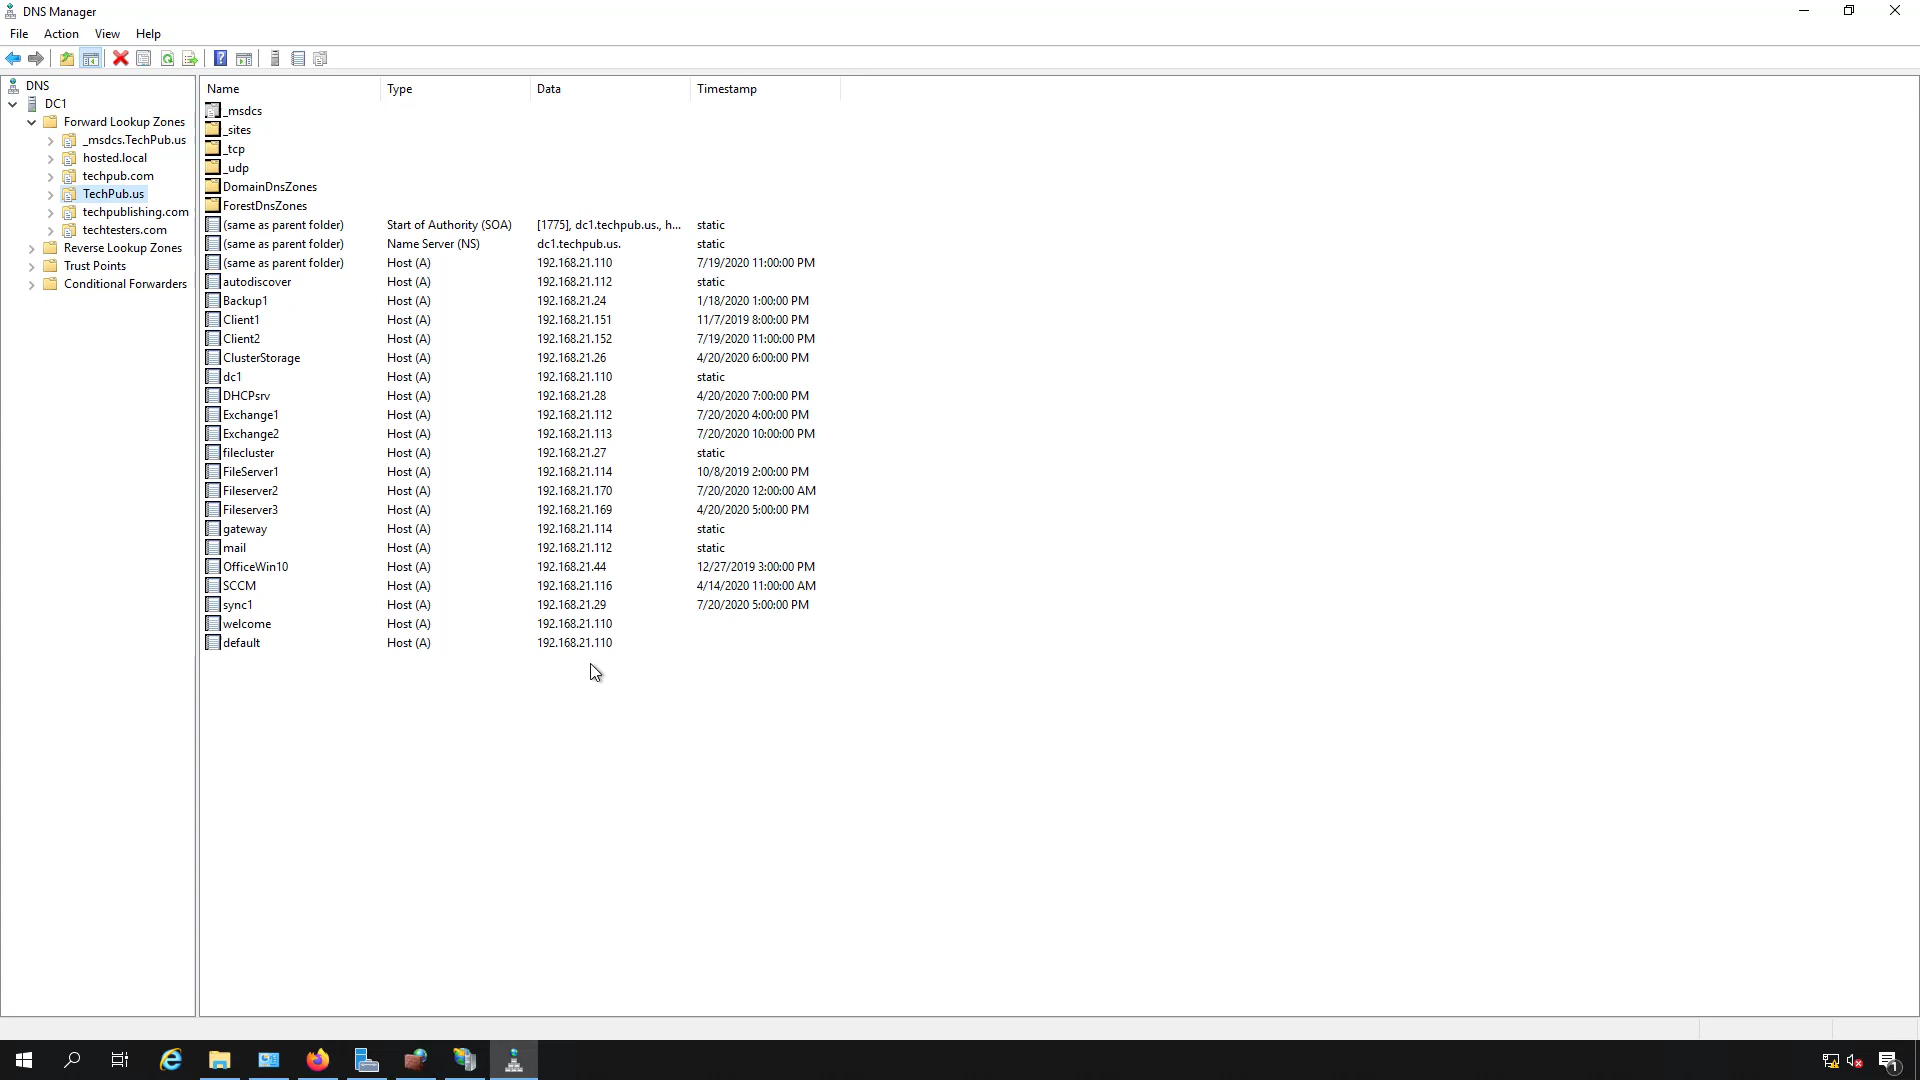 DNS Manager
File Action View Help
DNS
DC1
Forward Lookup Zones
_msdcs.TechPub.us
hosted.local
techpub.com
TechPub.us
techpublishing.com
techtesters.com
Reverse Lookup Zones
Trust Points
Conditional Forwarders
Name Type Data Timestamp
_msdcs
_sites
_tcp
_udp
DomainDnsZones
ForestDnsZones
(same as parent folder) Start of Authority (SOA) [1775], dc1.techpub.us., h... static
(same as parent folder) Name Server (NS) dc1.techpub.us. static
(same as parent folder) Host (A) 192.168.21.110 7/19/2020 11:00:00 PM
autodiscover Host (A) 192.168.21.112 static
Backup1 Host (A) 192.168.21.24 1/18/2020 1:00:00 PM
Client1 Host (A) 192.168.21.151 11/7/2019 8:00:00 PM
Client2 Host (A) 192.168.21.152 7/19/2020 11:00:00 PM
ClusterStorage Host (A) 192.168.21.26 4/20/2020 6:00:00 PM
dc1 Host (A) 192.168.21.110 static
DHCPsrv Host (A) 192.168.21.28 4/20/2020 7:00:00 PM
Exchange1 Host (A) 192.168.21.112 7/20/2020 4:00:00 PM
Exchange2 Host (A) 192.168.21.113 7/20/2020 10:00:00 PM
filecluster Host (A) 192.168.21.27 static
FileServer1 Host (A) 192.168.21.114 10/8/2019 2:00:00 PM
Fileserver2 Host (A) 192.168.21.170 7/20/2020 12:00:00 AM
Fileserver3 Host (A) 192.168.21.169 4/20/2020 5:00:00 PM
gateway Host (A) 192.168.21.114 static
mail Host (A) 192.168.21.112 static
OfficeWin10 Host (A) 192.168.21.44 12/27/2019 3:00:00 PM
SCCM Host (A) 192.168.21.116 4/14/2020 11:00:00 AM
sync1 Host (A) 192.168.21.29 7/20/2020 5:00:00 PM
welcome Host (A) 192.168.21.110
default Host (A) 192.168.21.110
1